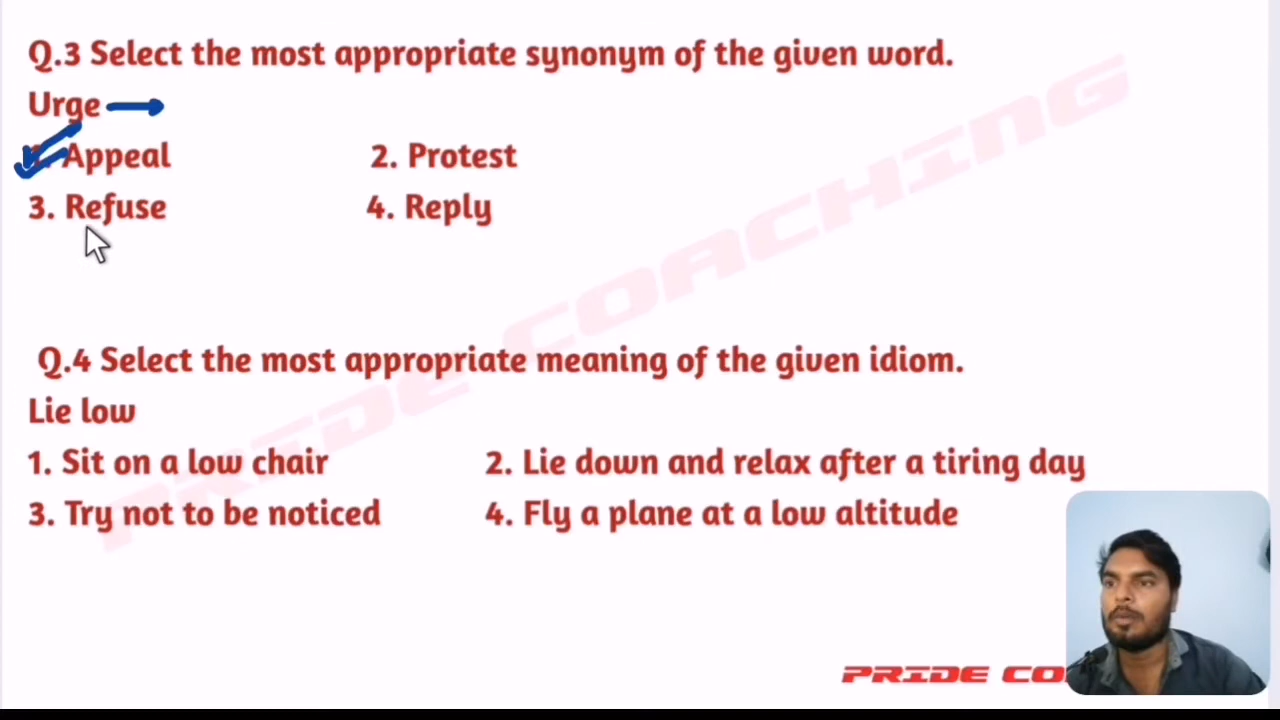 Q.3 Select the most appropriate synonym of the given word.
Urge
1. Appeal 2. Protest
3. Refuse 4. Reply
PRIDE COACHING
Q.4 Select the most appropriate meaning of the given idiom.
Lie low
1. Sit on a low chair 2. Lie down and relax after a tiring day
3. Try not to be noticed 4. Fly a plane at a low altitude
PRIDE CO